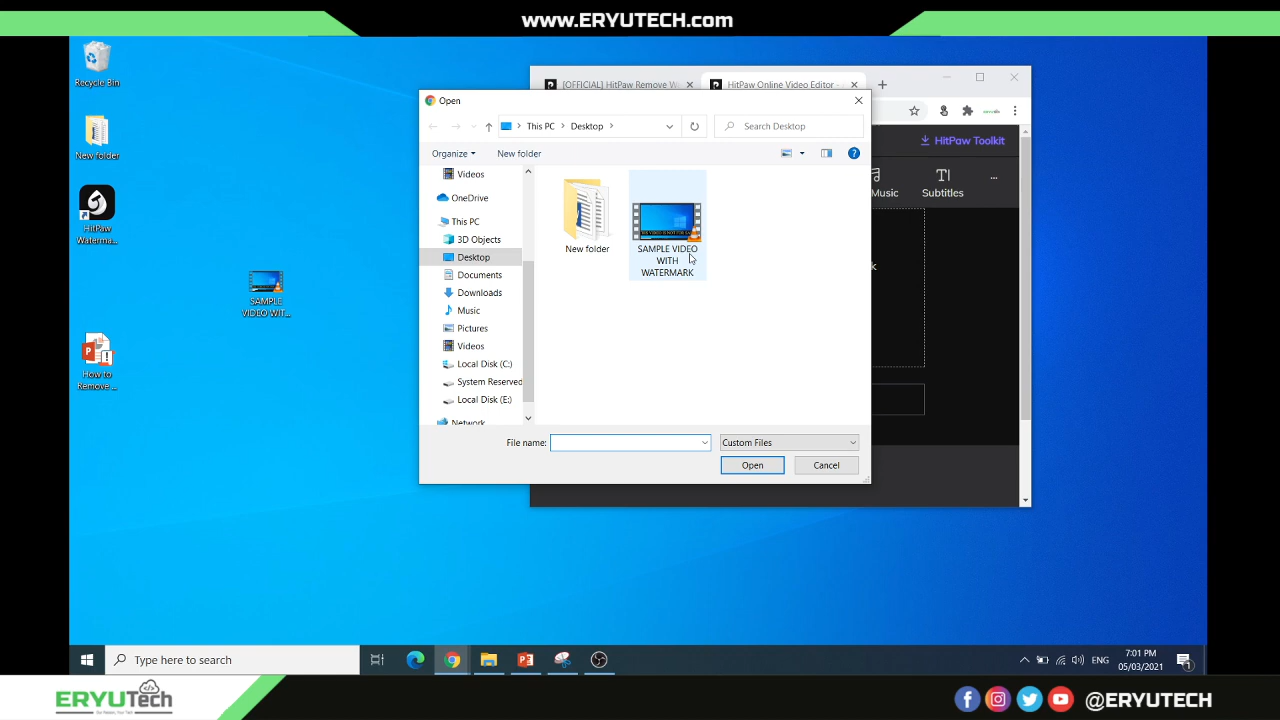 www.ERYUTECH.com
Recycle Bin
New folder
HitPaw
Waterma...
SAMPLE
VIDEO WIT...
How to
Remove ...
[OFFICIAL] HitPaw Remove W
HitPaw Online Video Editor -
HitPaw Toolkit
Music
Subtitles
...
k
Open
This PC
Desktop
Search Desktop
Organize
New folder
Videos
OneDrive
This PC
3D Objects
Desktop
Documents
Downloads
Music
Pictures
Videos
Local Disk (C:)
System Reserved
Local Disk (E:)
Network
New folder
SAMPLE VIDEO
WITH
WATERMARK
File name:
Custom Files
Open
Cancel
Type here to search
ENG
7:01 PM
05/03/2021
1
ERYUTech
@ERYUTECH